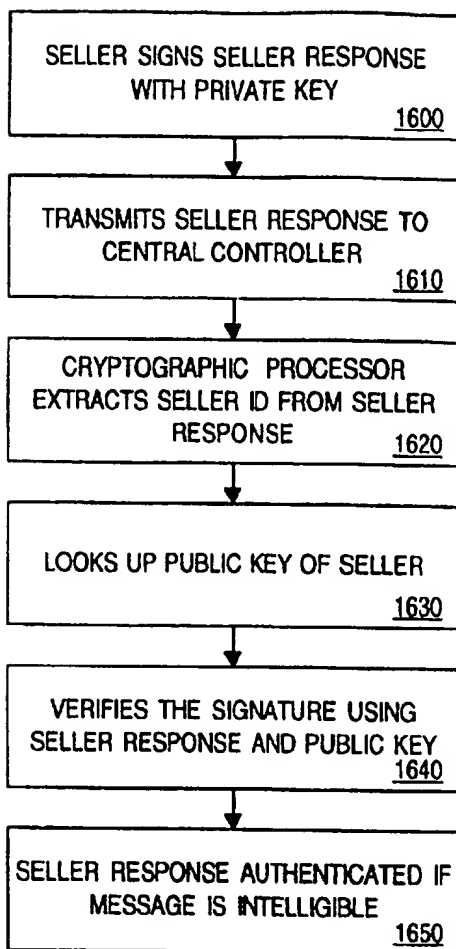 SELLER SIGNS SELLER RESPONSE
WITH PRIVATE KEY
1600
TRANSMITS SELLER RESPONSE TO
CENTRAL CONTROLLER
1610
CRYPTOGRAPHIC PROCESSOR
EXTRACTS SELLER ID FROM SELLER
RESPONSE
1620
LOOKS UP PUBLIC KEY OF SELLER
1630
VERIFIES THE SIGNATURE USING
SELLER RESPONSE AND PUBLIC KEY
1640
SELLER RESPONSE AUTHENTICATED IF
MESSAGE IS INTELLIGIBLE
1650